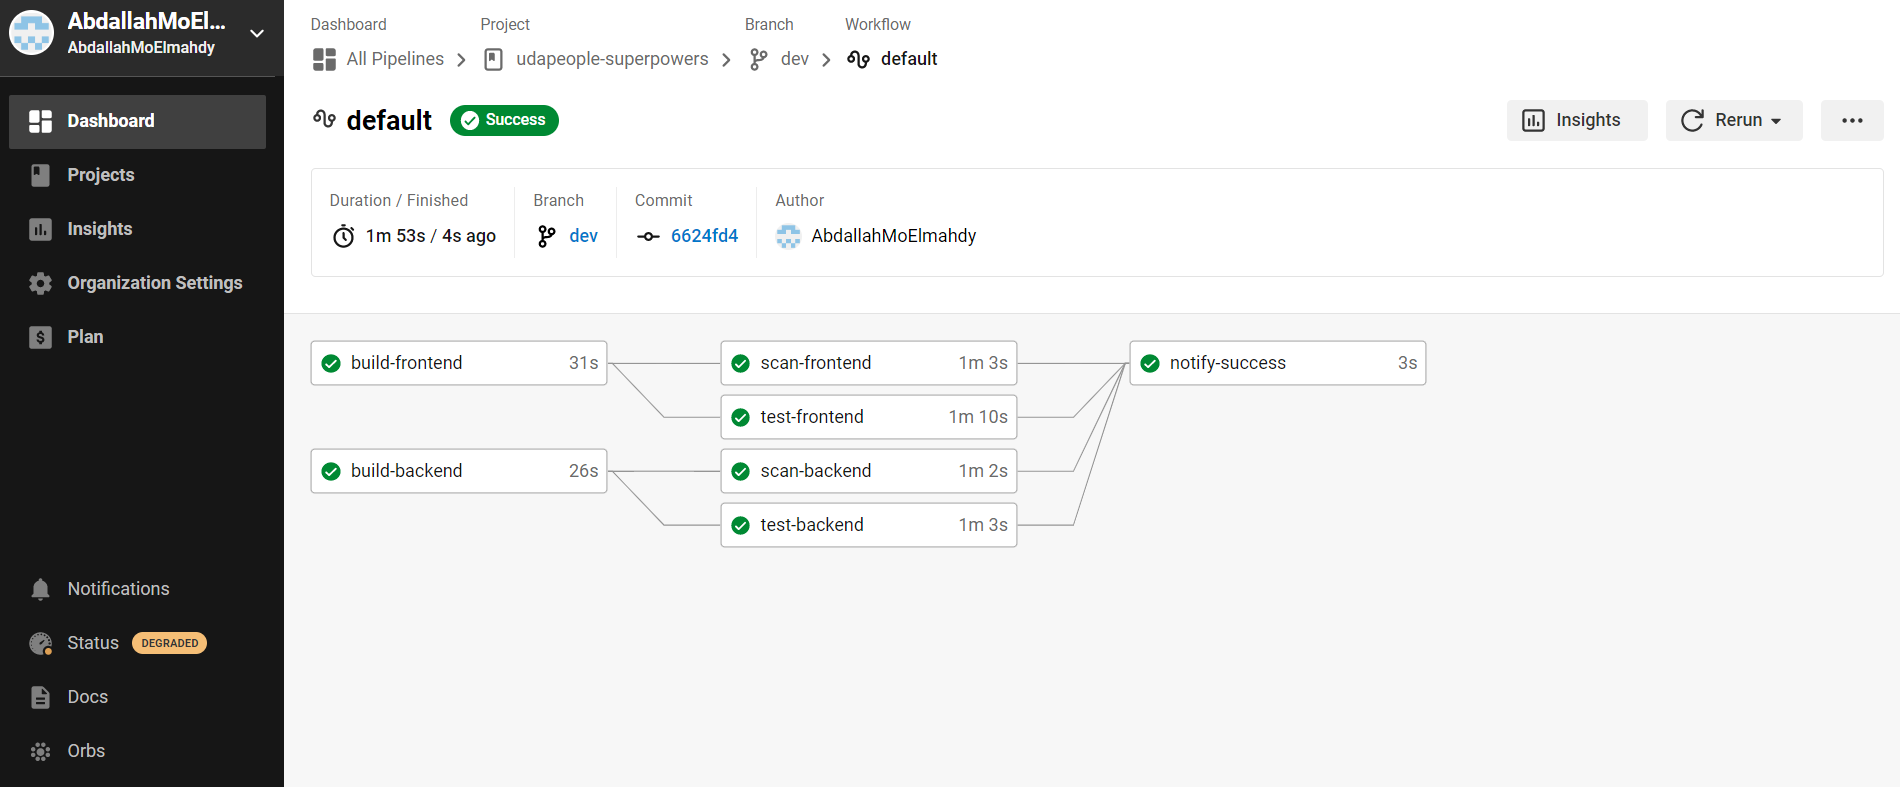 AbdallahMoEl...
AbdallahMoElmahdy
Dashboard
Projects
Insights
Organization Settings
Plan
Notifications
Status DEGRADED
Docs
Orbs
Dashboard Project Branch Workflow
All Pipelines udapeople-superpowers dev default
default Success
Insights Rerun
Duration / Finished Branch Commit Author
1m 53s / 4s ago dev 6624fd4 AbdallahMoElmahdy
build-frontend 31s scan-frontend 1m 3s notify-success 3s
test-frontend 1m 10s
build-backend 26s scan-backend 1m 2s
test-backend 1m 3s